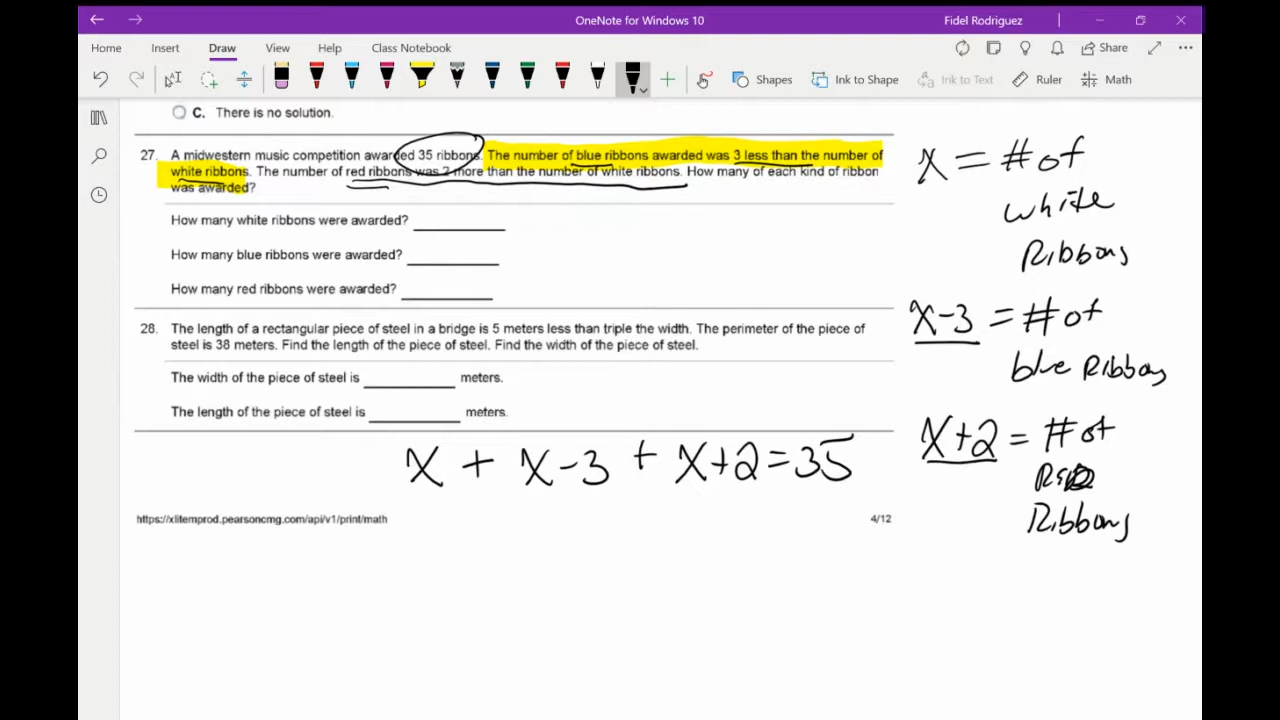 OneNote for Windows 10
Fidel Rodriguez
Home Insert Draw View Help Class Notebook
Share
Shapes Ink to Shape Ink to Text Ruler Math
C. There is no solution.
27. A midwestern music competition awarded 35 ribbons. The number of blue ribbons awarded was 3 less than the number of
white ribbons. The number of red ribbons was 2 more than the number of white ribbons. How many of each kind of ribbon
was awarded?
How many white ribbons were awarded?
How many blue ribbons were awarded?
How many red ribbons were awarded?
28. The length of a rectangular piece of steel in a bridge is 5 meters less than triple the width. The perimeter of the piece of
steel is 38 meters. Find the length of the piece of steel. Find the width of the piece of steel.
The width of the piece of steel is meters.
The length of the piece of steel is meters.
x + x-3 + x+2=35
https://xlitemprod.pearsoncmg.com/api/v1/print/math
4/12
x = # of
white
Ribbons
x-3 = # of
blue Ribbons
x+2 = # of
Ribbons